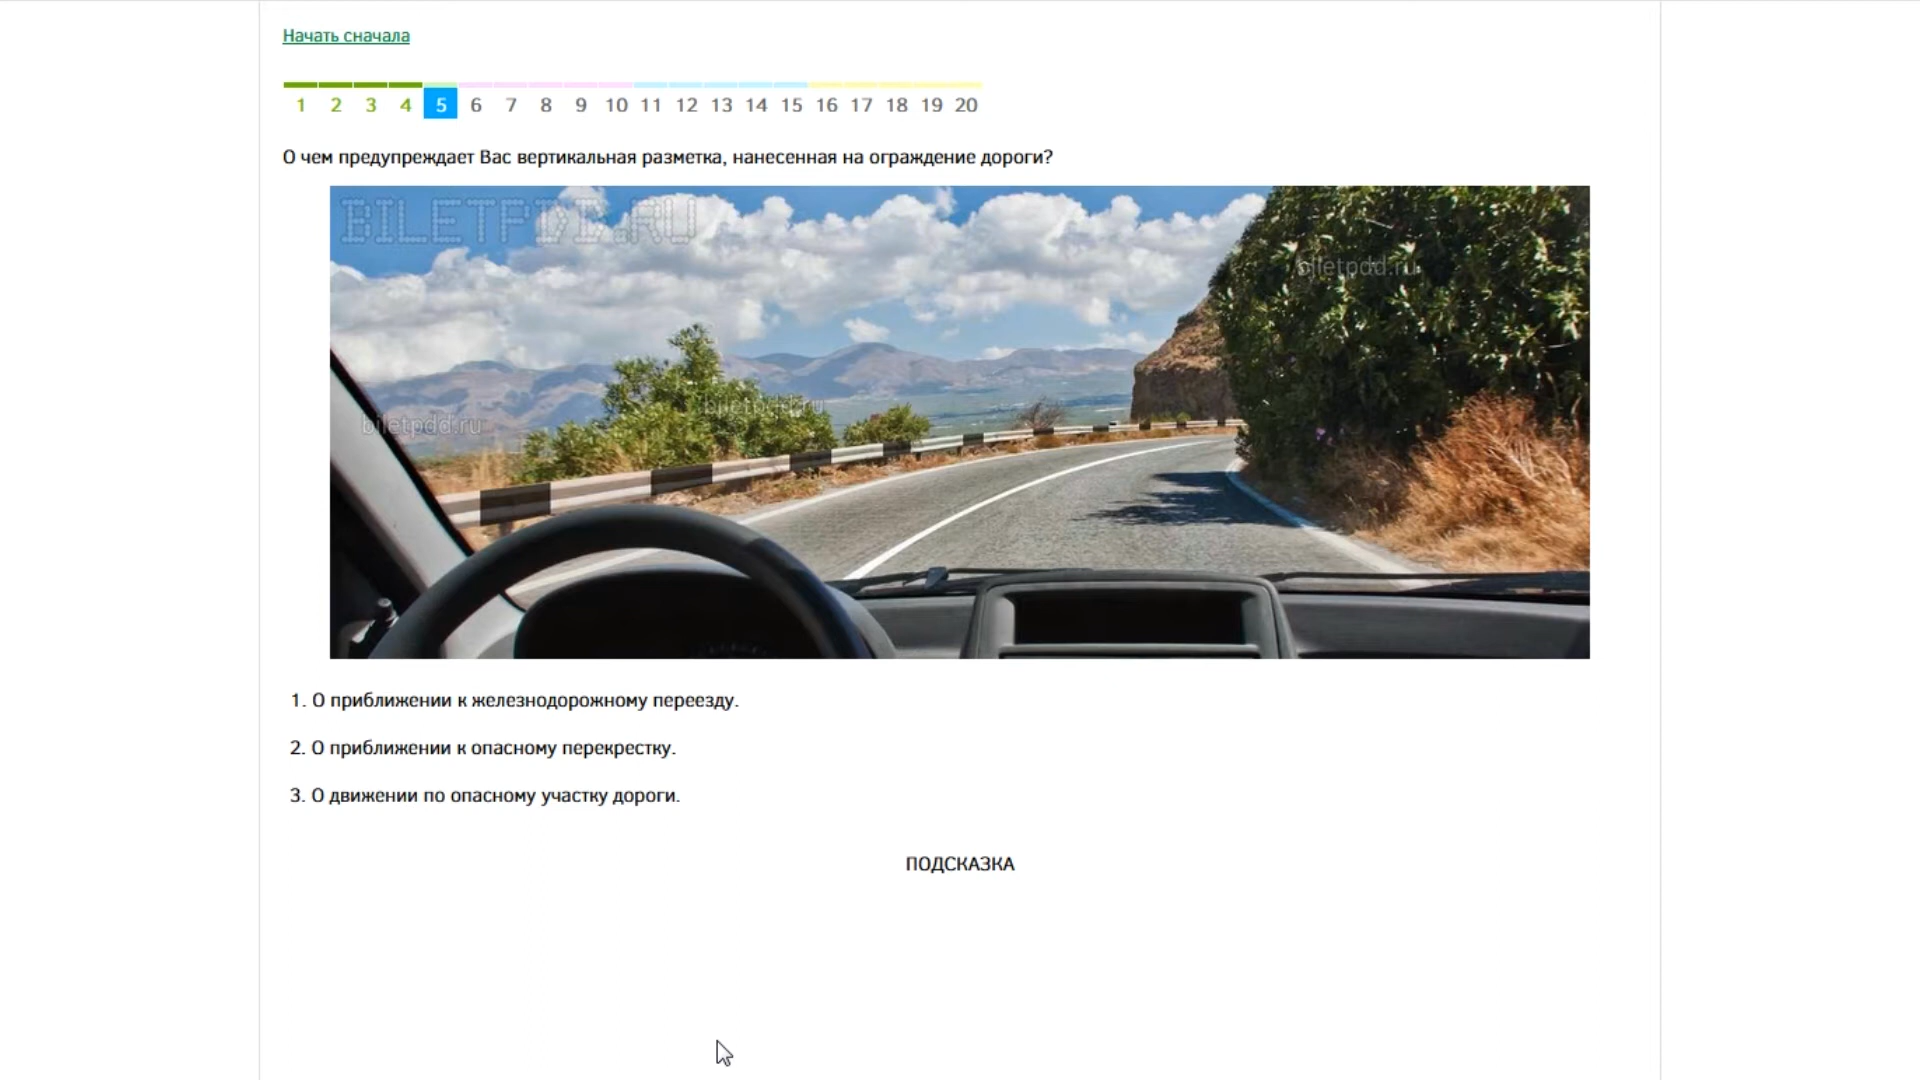 Начать сначала
1 2 3 4 5 6 7 8 9 10 11 12 13 14 15 16 17 18 19 20
О чем предупреждает Вас вертикальная разметка, нанесенная на ограждение дороги?
BILETPDD.RU
biletpdd.ru
biletpdd.ru
biletpdd.ru
1. О приближении к железнодорожному переезду.
2. О приближении к опасному перекрестку.
3. О движении по опасному участку дороги.
ПОДСКАЗКА